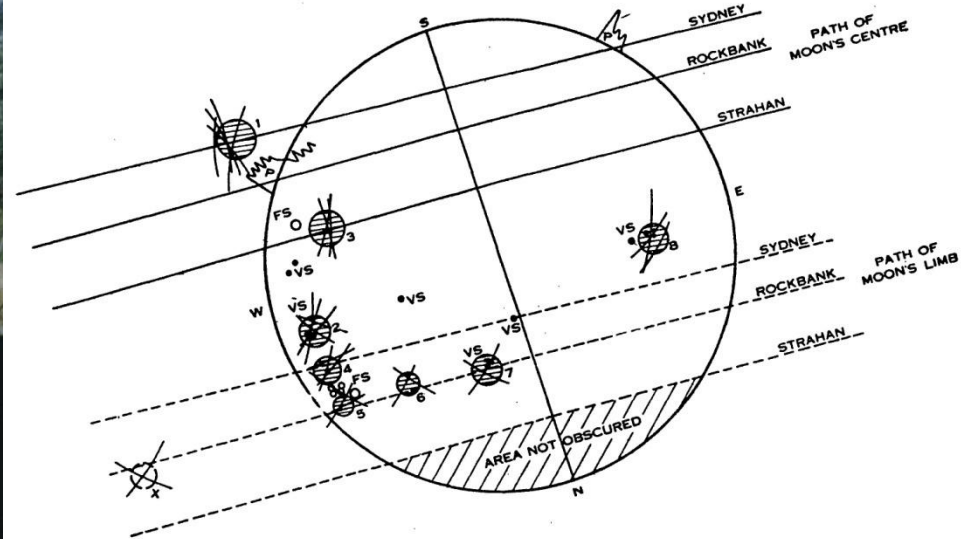 S
SYDNEY
PATH OF
MOON'S CENTRE
ROCKBANK
STRAHAN
1
P
P
FS
3
E
VS
8
VS
SYDNEY
PATH OF
MOON'S LIMB
ROCKBANK
W
VS
VS
2
VS
STRAHAN
4
FS
VS
7
6
5
AREA NOT OBSCURED
X
N